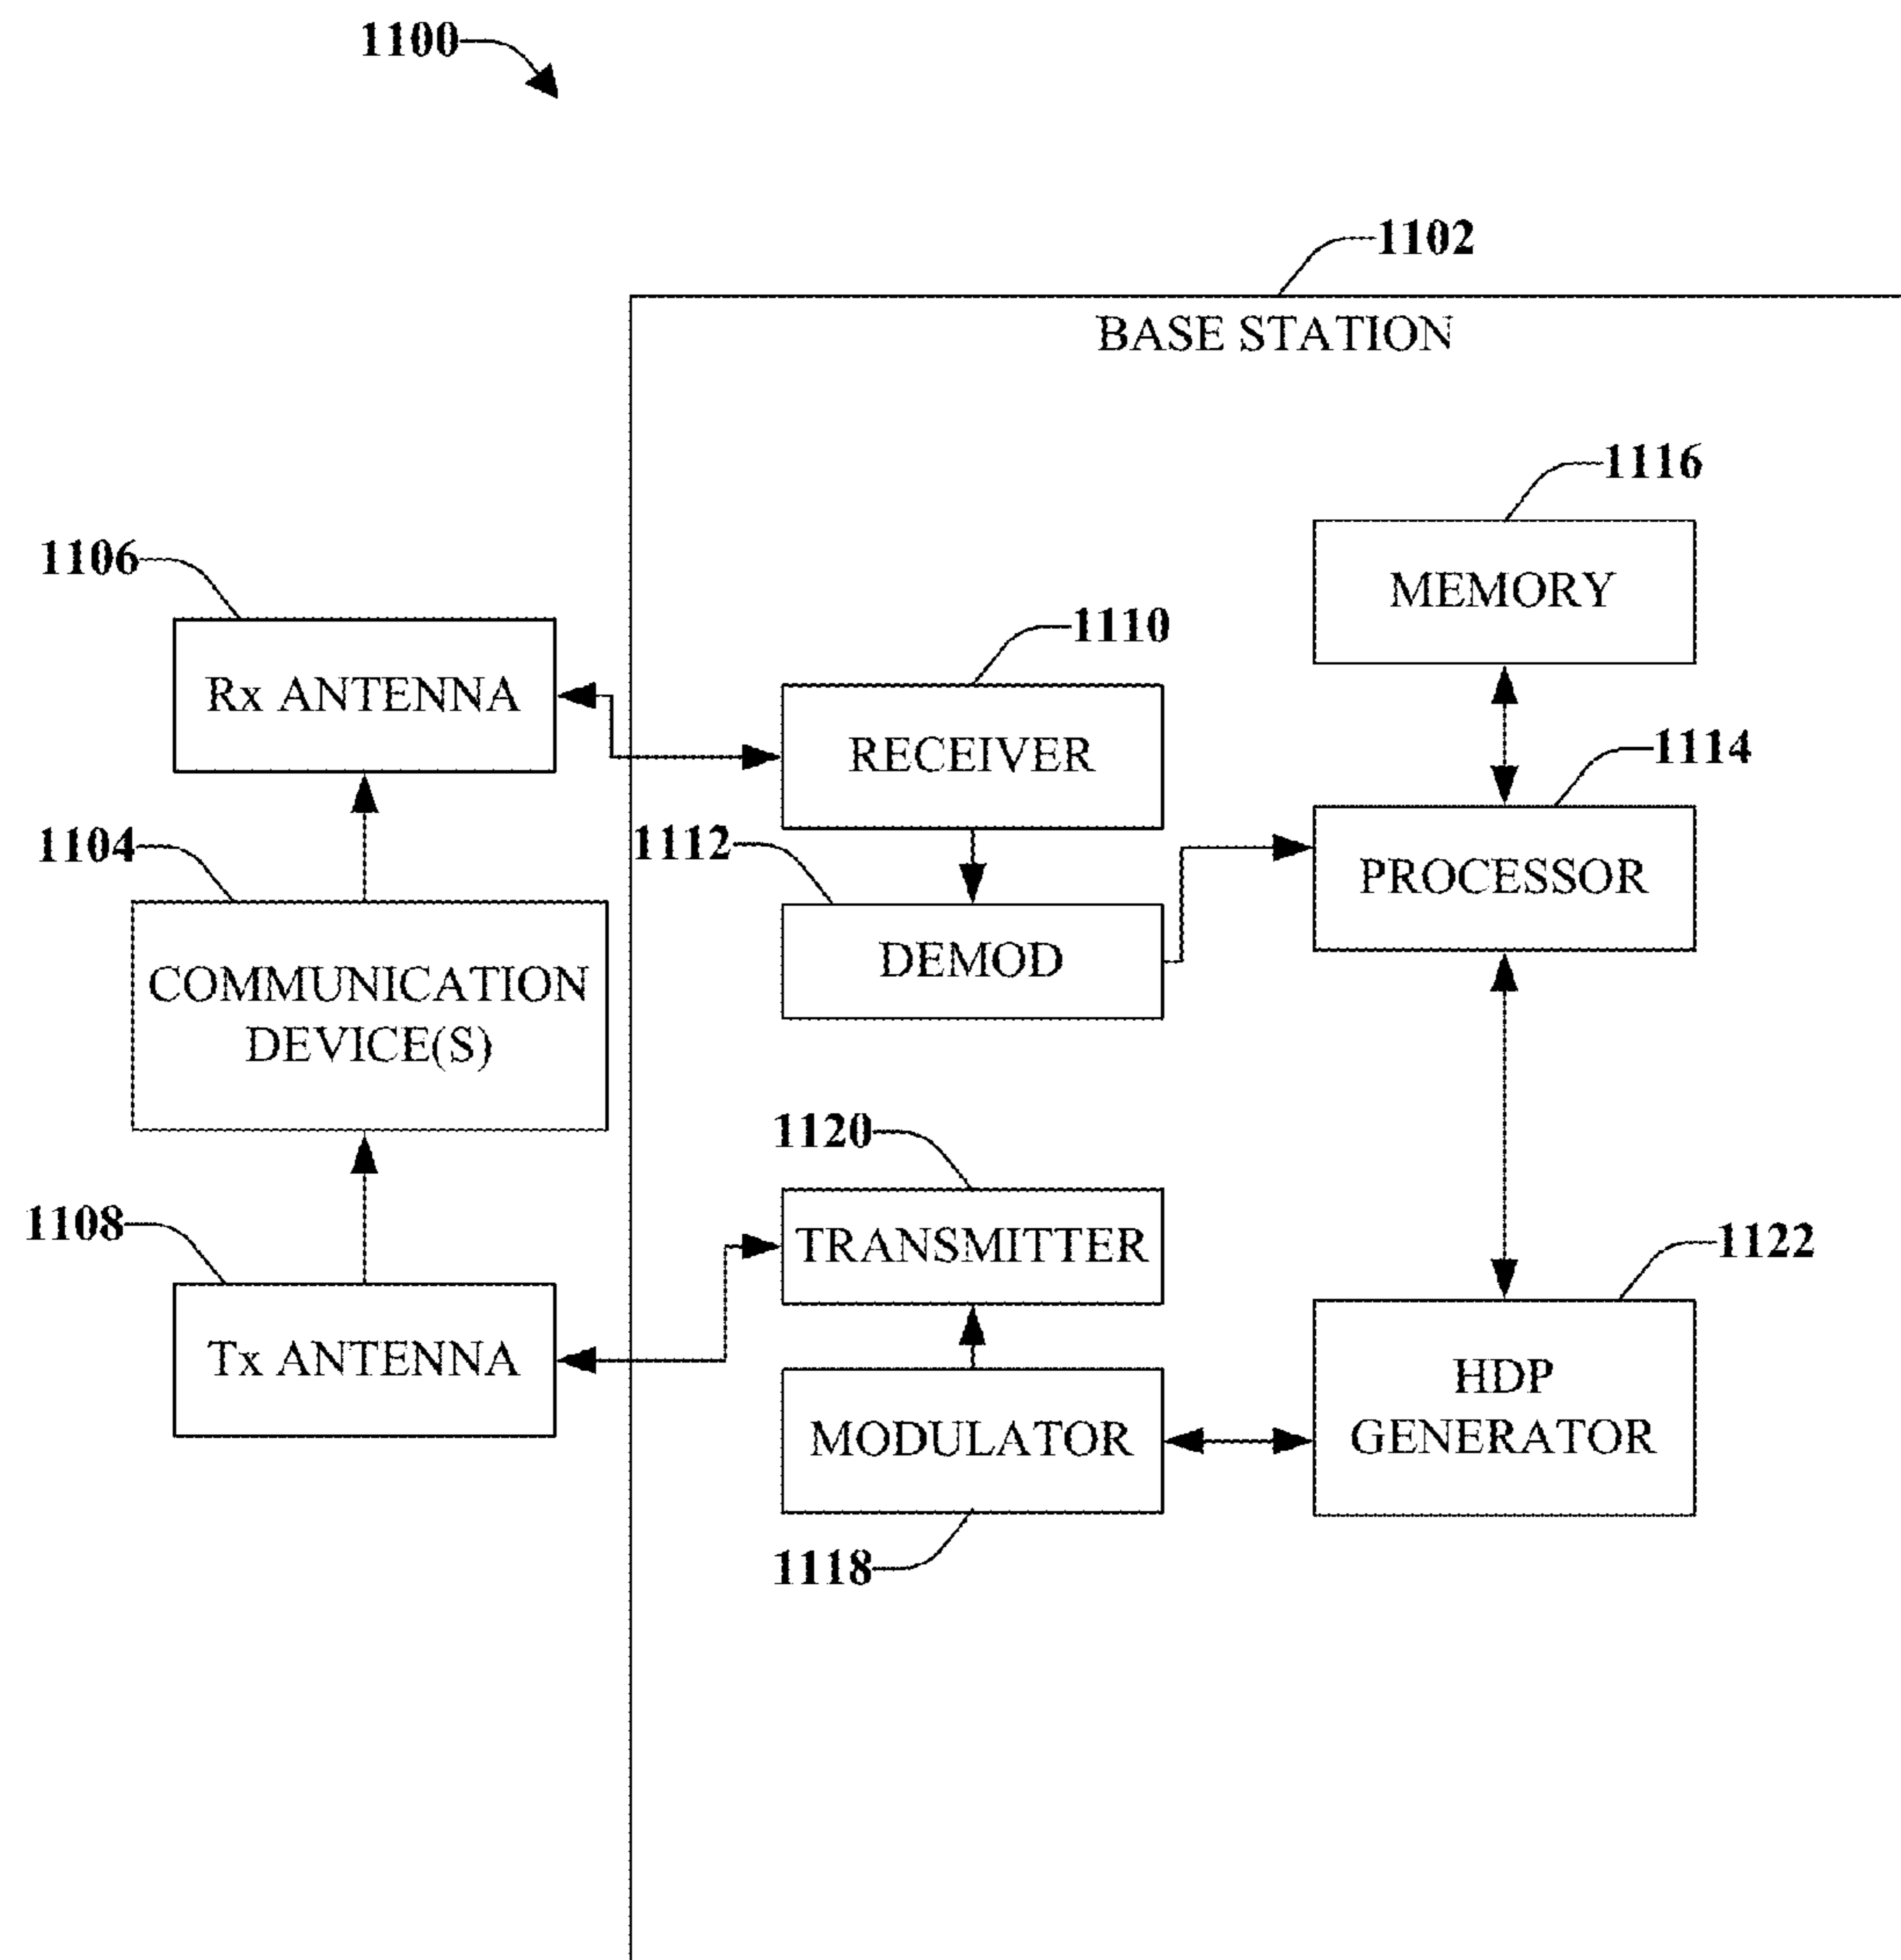 1100
1102
BASE STATION
1116
MEMORY
1106
Rx ANTENNA
1110
RECEIVER
1114
PROCESSOR
1104
COMMUNICATION
DEVICE(S)
1112
DEMOD
1120
TRANSMITTER
1108
Tx ANTENNA
1122
HDP
GENERATOR
MODULATOR
1118